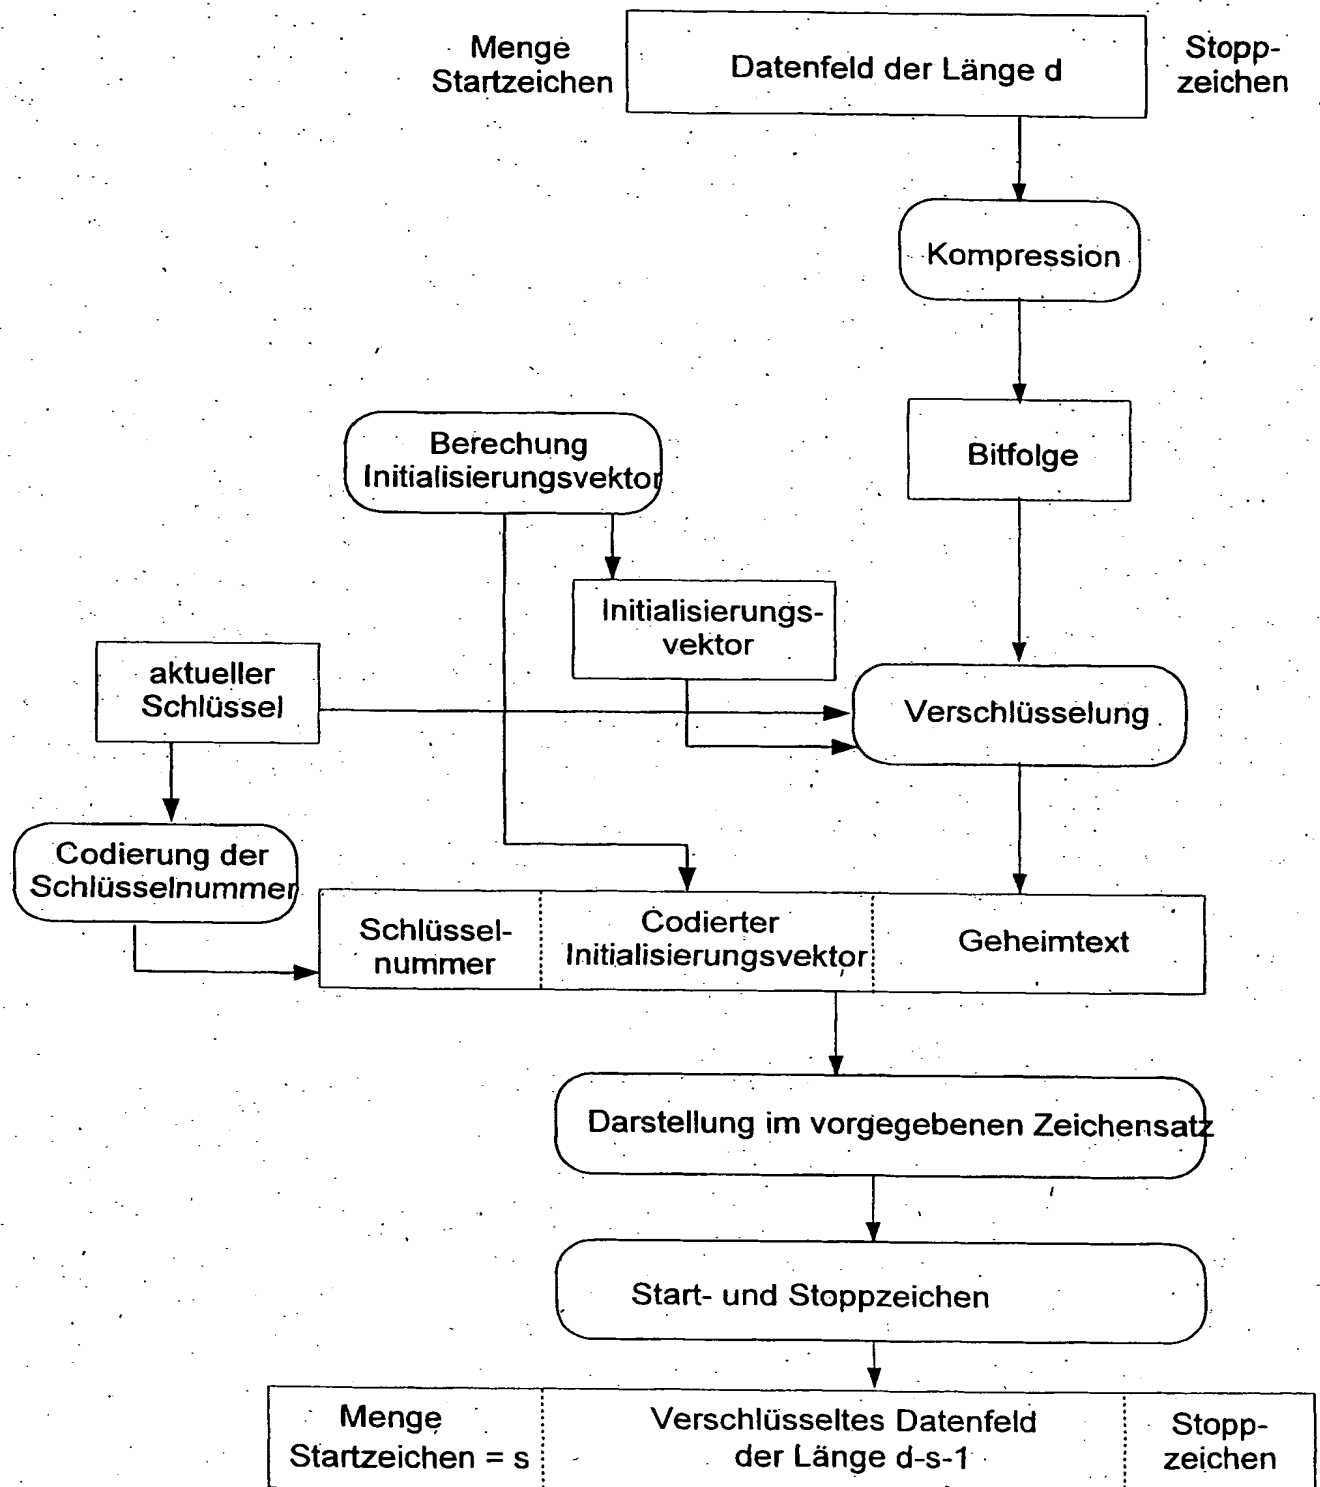 Menge
Startzeichen
Datenfeld der Länge d
Stopp-
zeichen
Kompression
Berechung
Initialisierungsvektor
Bitfolge
Initialisierungs-
vektor
aktueller
Schlüssel
Verschlüsselung
Codierung der
Schlüsselnummer
Schlüssel-
nummer
Codierter
Initialisierungsvektor
Geheimtext
Darstellung im vorgegebenen Zeichensatz
Start- und Stoppzeichen
Menge
Startzeichen = s
Verschlüsseltes Datenfeld
der Länge d-s-1
Stopp-
zeichen